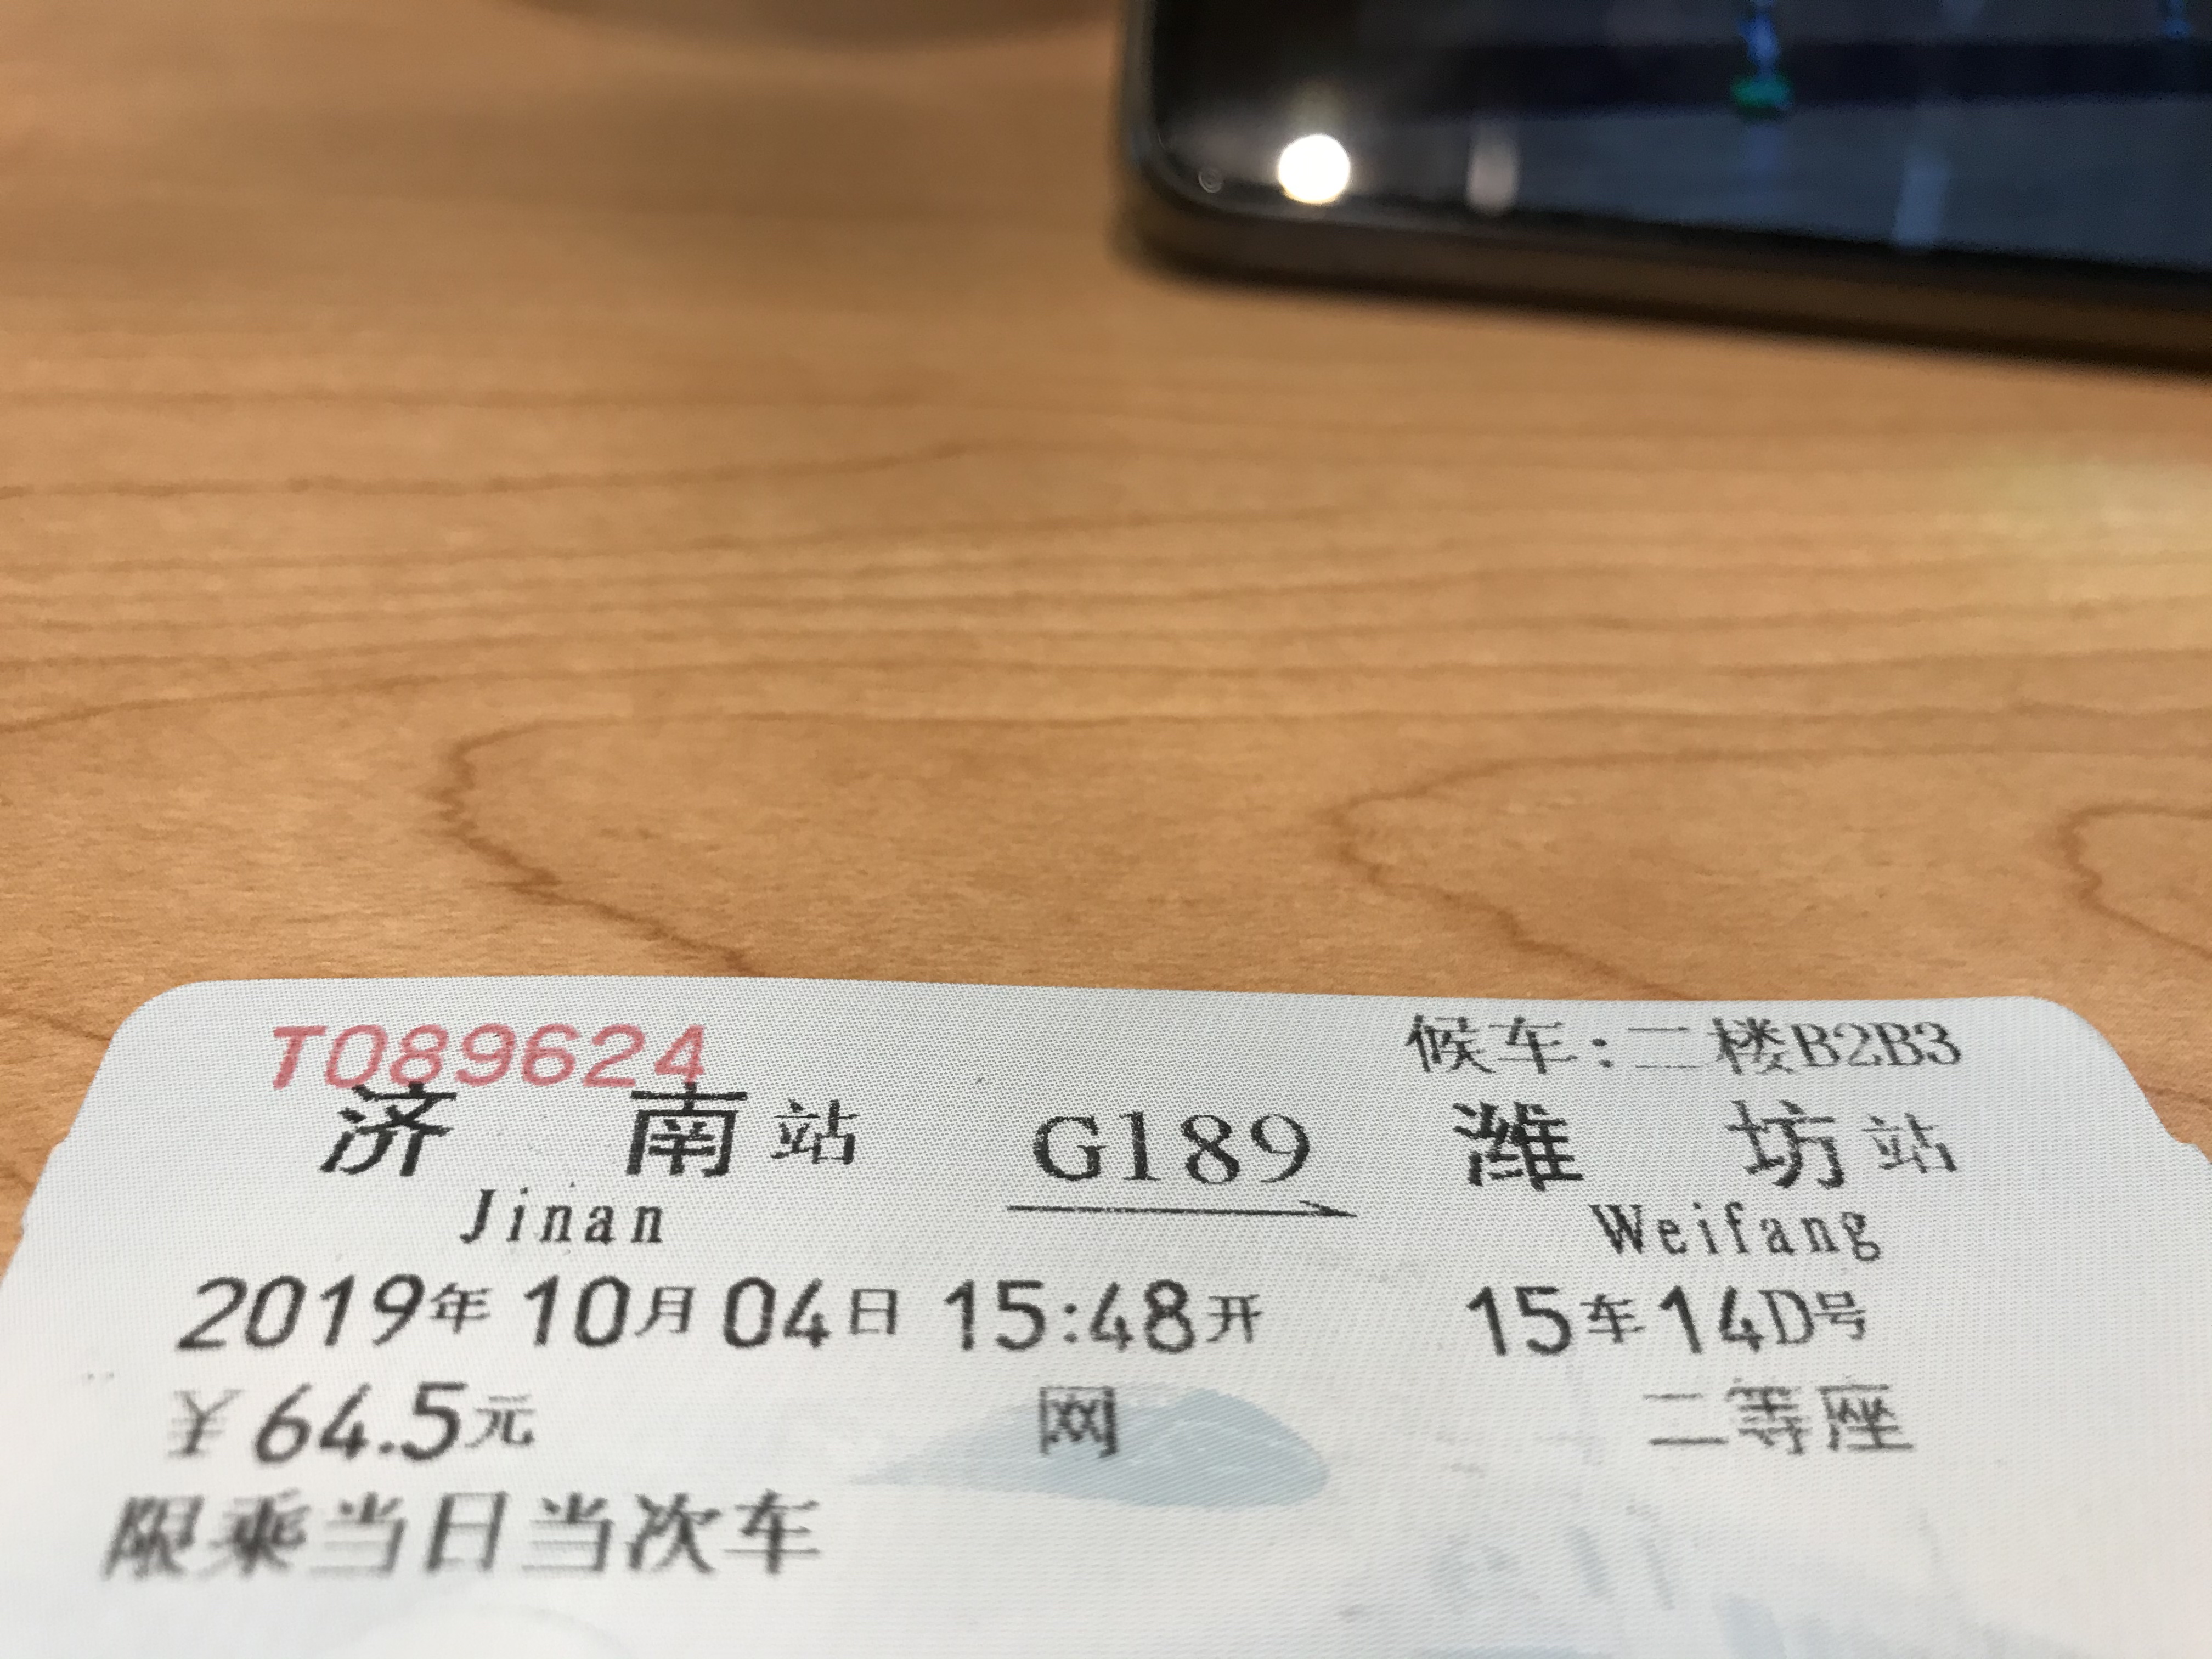 T089624 候车:二楼B2B3
济南站 G189 潍坊站
Jinan Weifang
2019年10月04日15:48开 15车14D号
¥64.5元 网 二等座
限乘当日当次车